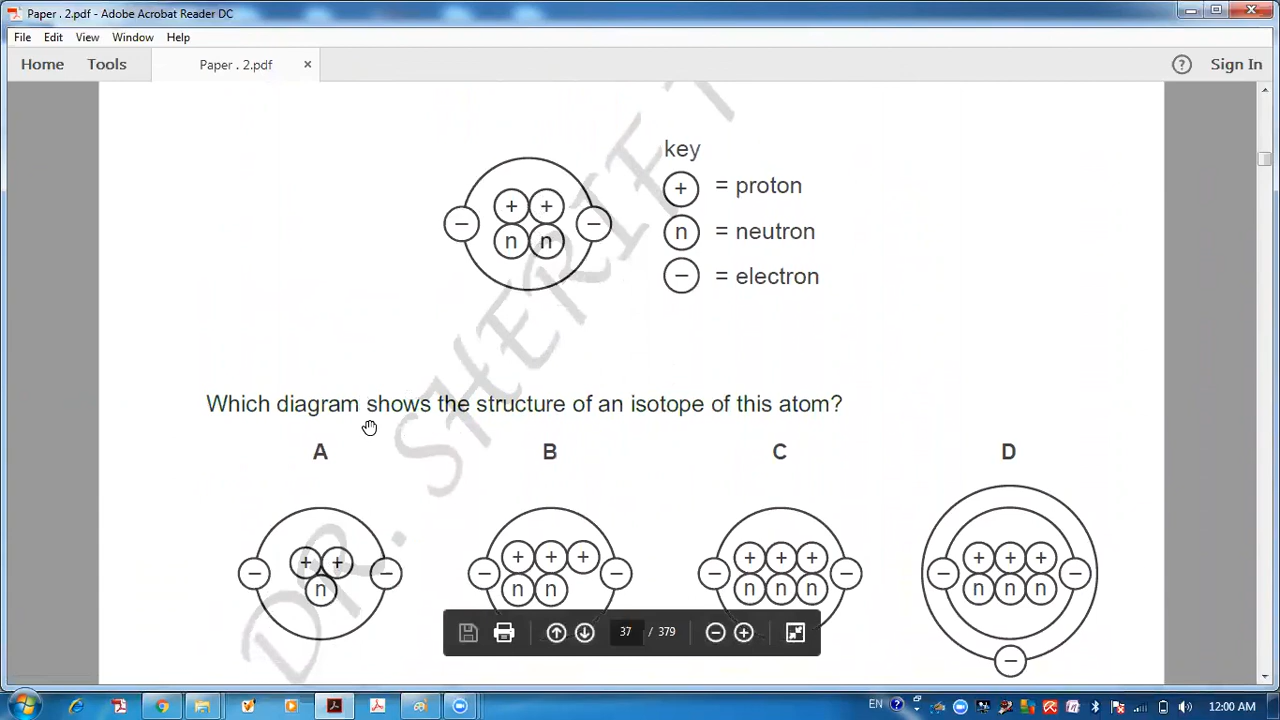 Paper . 2.pdf - Adobe Acrobat Reader DC
File Edit View Window Help
Home Tools Paper . 2.pdf × ? Sign In
key
+ = proton
n = neutron
− = electron
+ +
− −
n n
Which diagram shows the structure of an isotope of this atom?
A B C D
+ + + + + + + + + + +
− − − − − − − −
n n n n n n n n n
−
37 / 379
DR. SHERIF
EN 12:00 AM